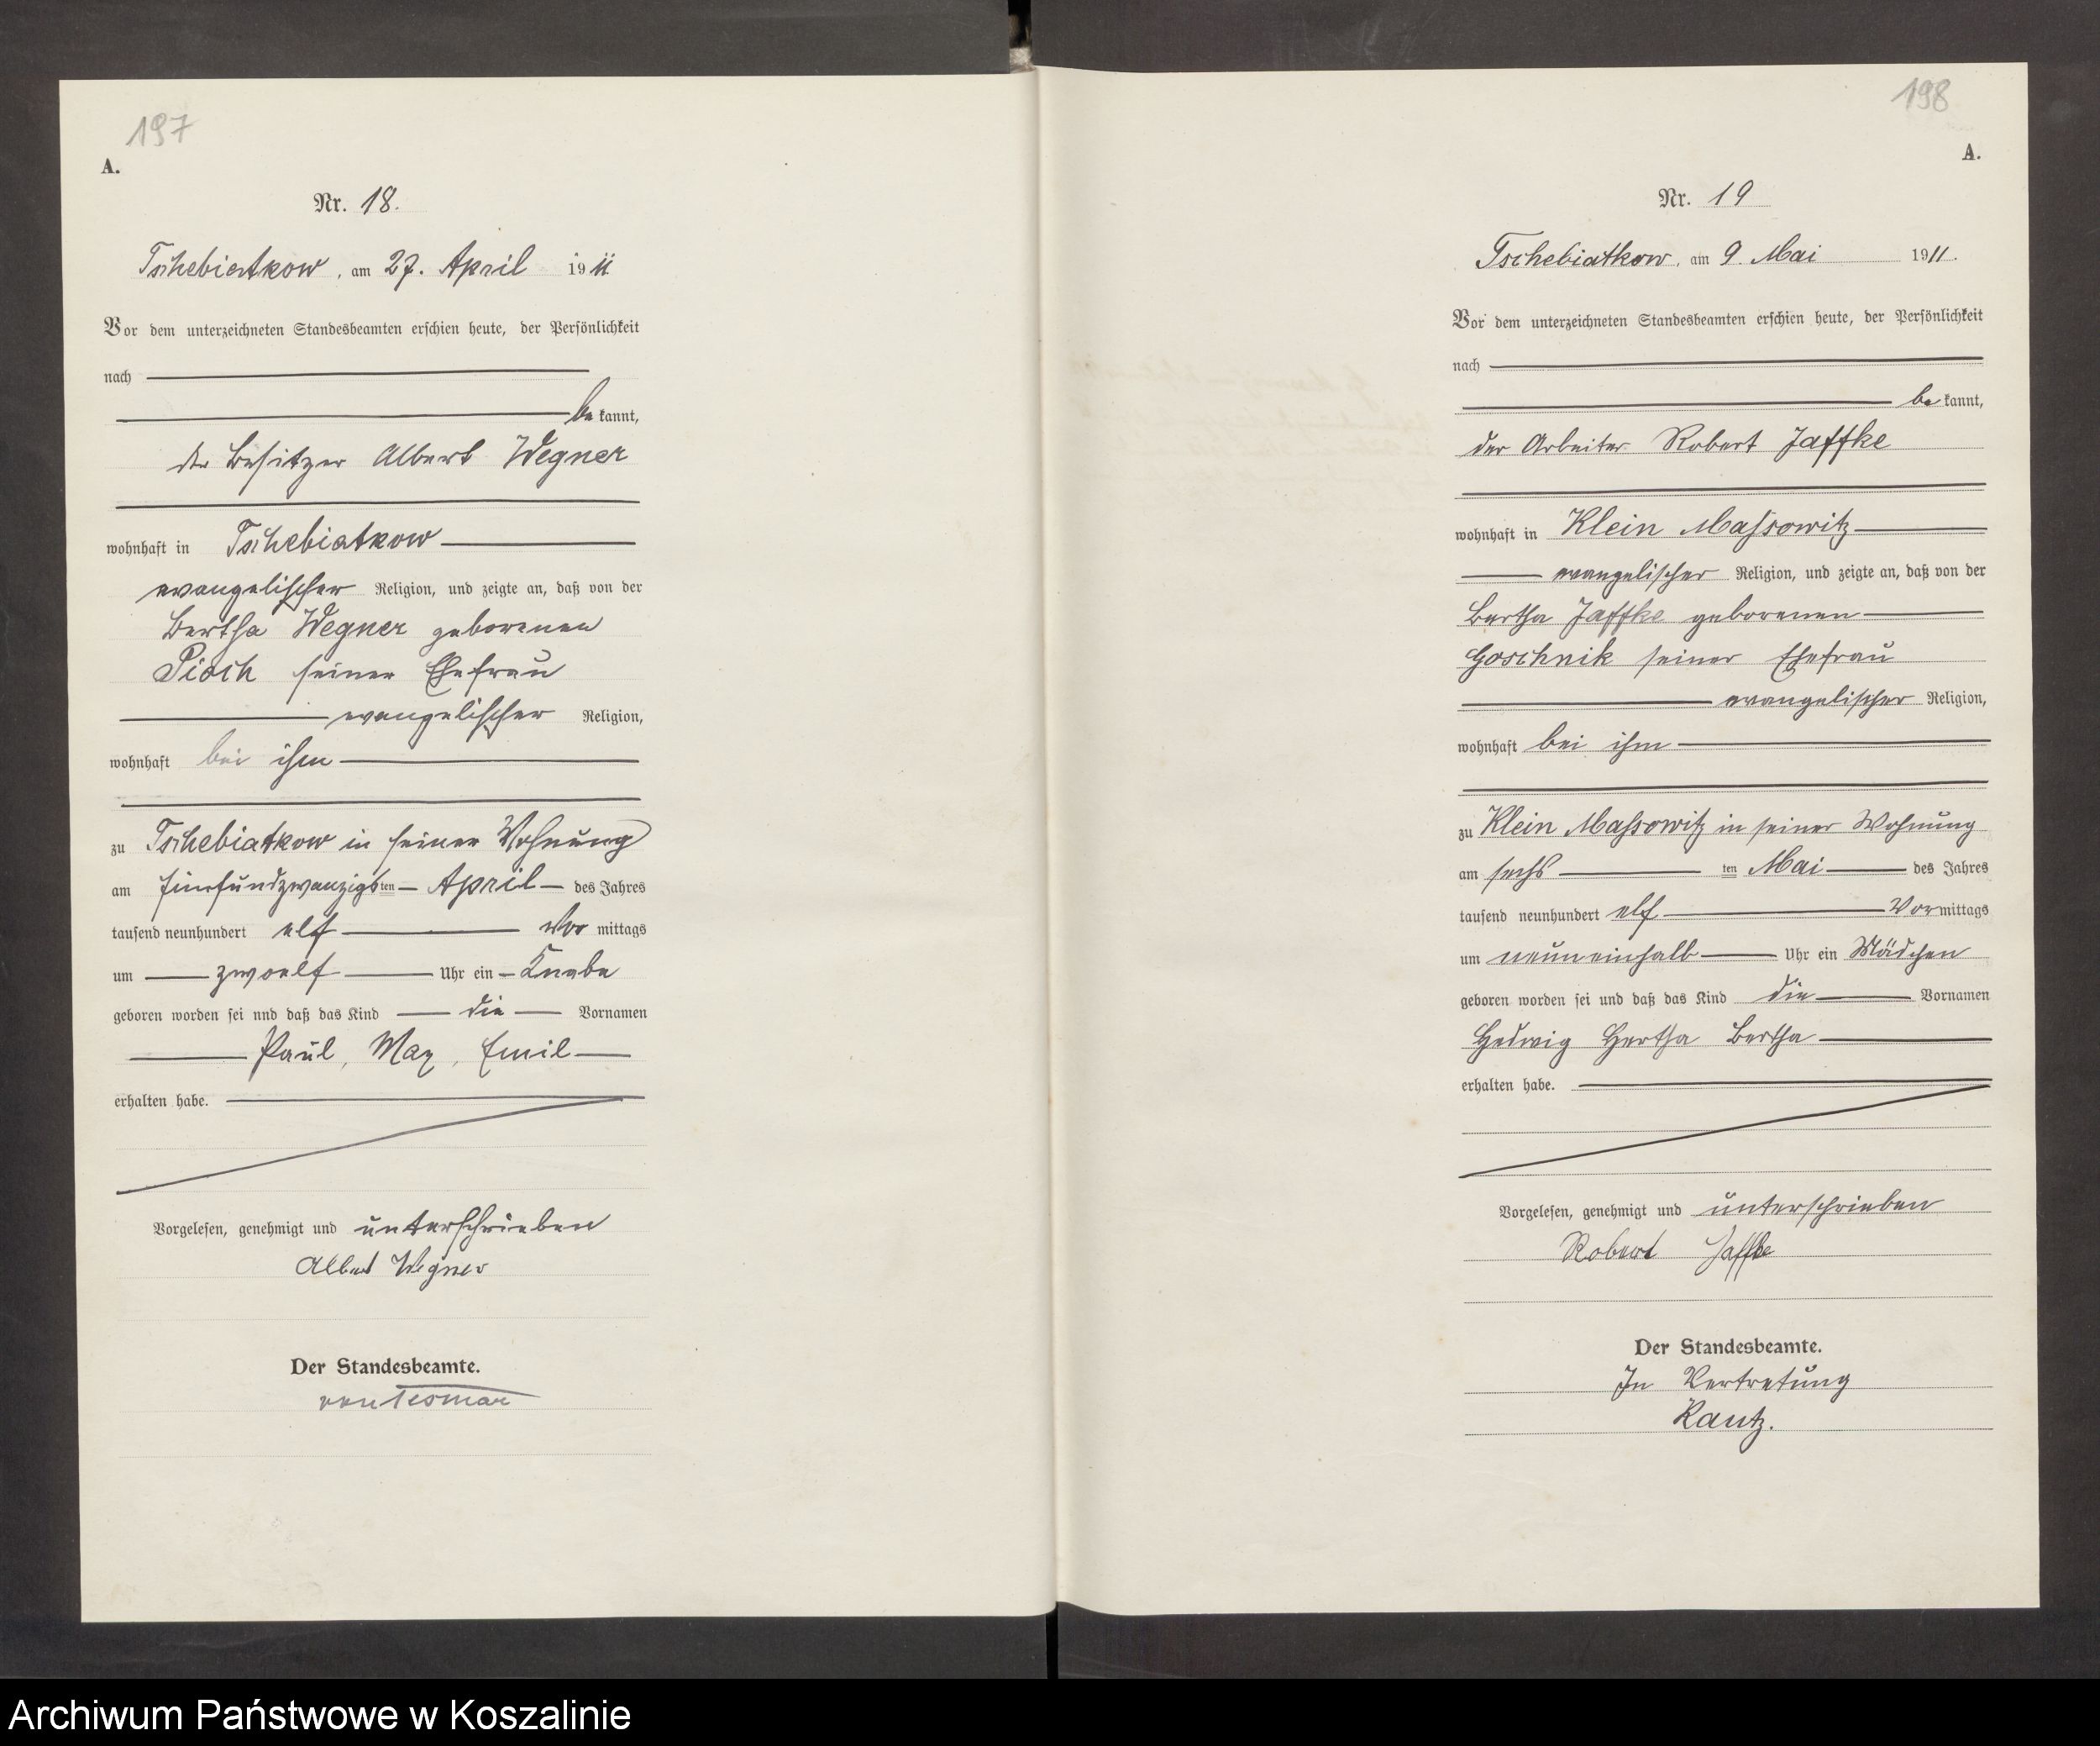 197
A.
Nr. 18.
Tschebiatkow, am 27. April 1911
Vor dem unterzeichneten Standesbeamten erschien heute, der Persönlichkeit
nach
bekannt,
der Besitzer Albert Wegner
wohnhaft in Tschebiatkow
evangelischer Religion, und zeigte an, daß von der
Bertha Wegner geborenen
Pioch seiner Ehefrau
evangelischer Religion,
wohnhaft bei ihm
zu Tschebiatkow in seiner Wohnung
am fünfundzwanzigsten April des Jahres
tausend neunhundert elf Vormittags
um zwoelf Uhr ein Knabe
geboren worden sei nnd daß das Kind die Vornamen
Paul, Max, Emil
erhalten habe.
Vorgelesen, genehmigt und unterschrieben
Albert Wegner
Der Standesbeamte.
von Tesmar
198
A.
Nr. 19
Tschebiatkow, am 9. Mai 1911.
Vor dem unterzeichneten Standesbeamten erschien heute, der Persönlichkeit
nach
bekannt,
der Arbeiter Robert Jaffke
wohnhaft in Klein Massowitz
evangelischer Religion, und zeigte an, daß von der
Bertha Jaffke geborenen
Goschnik seiner Ehefrau
evangelischer Religion,
wohnhaft bei ihm
zu Klein Massowitz in seiner Wohnung
am sechsten Mai des Jahres
tausend neunhundert elf Vormittags
um neuneinhalb Uhr ein Mädchen
geboren worden sei und daß das Kind die Vornamen
Hedwig Hertha Bertha
erhalten habe.
Vorgelesen, genehmigt und unterschrieben
Robert Jaffke
Der Standesbeamte.
In Vertretung
Kautz.
Archiwum Państwowe w Koszalinie